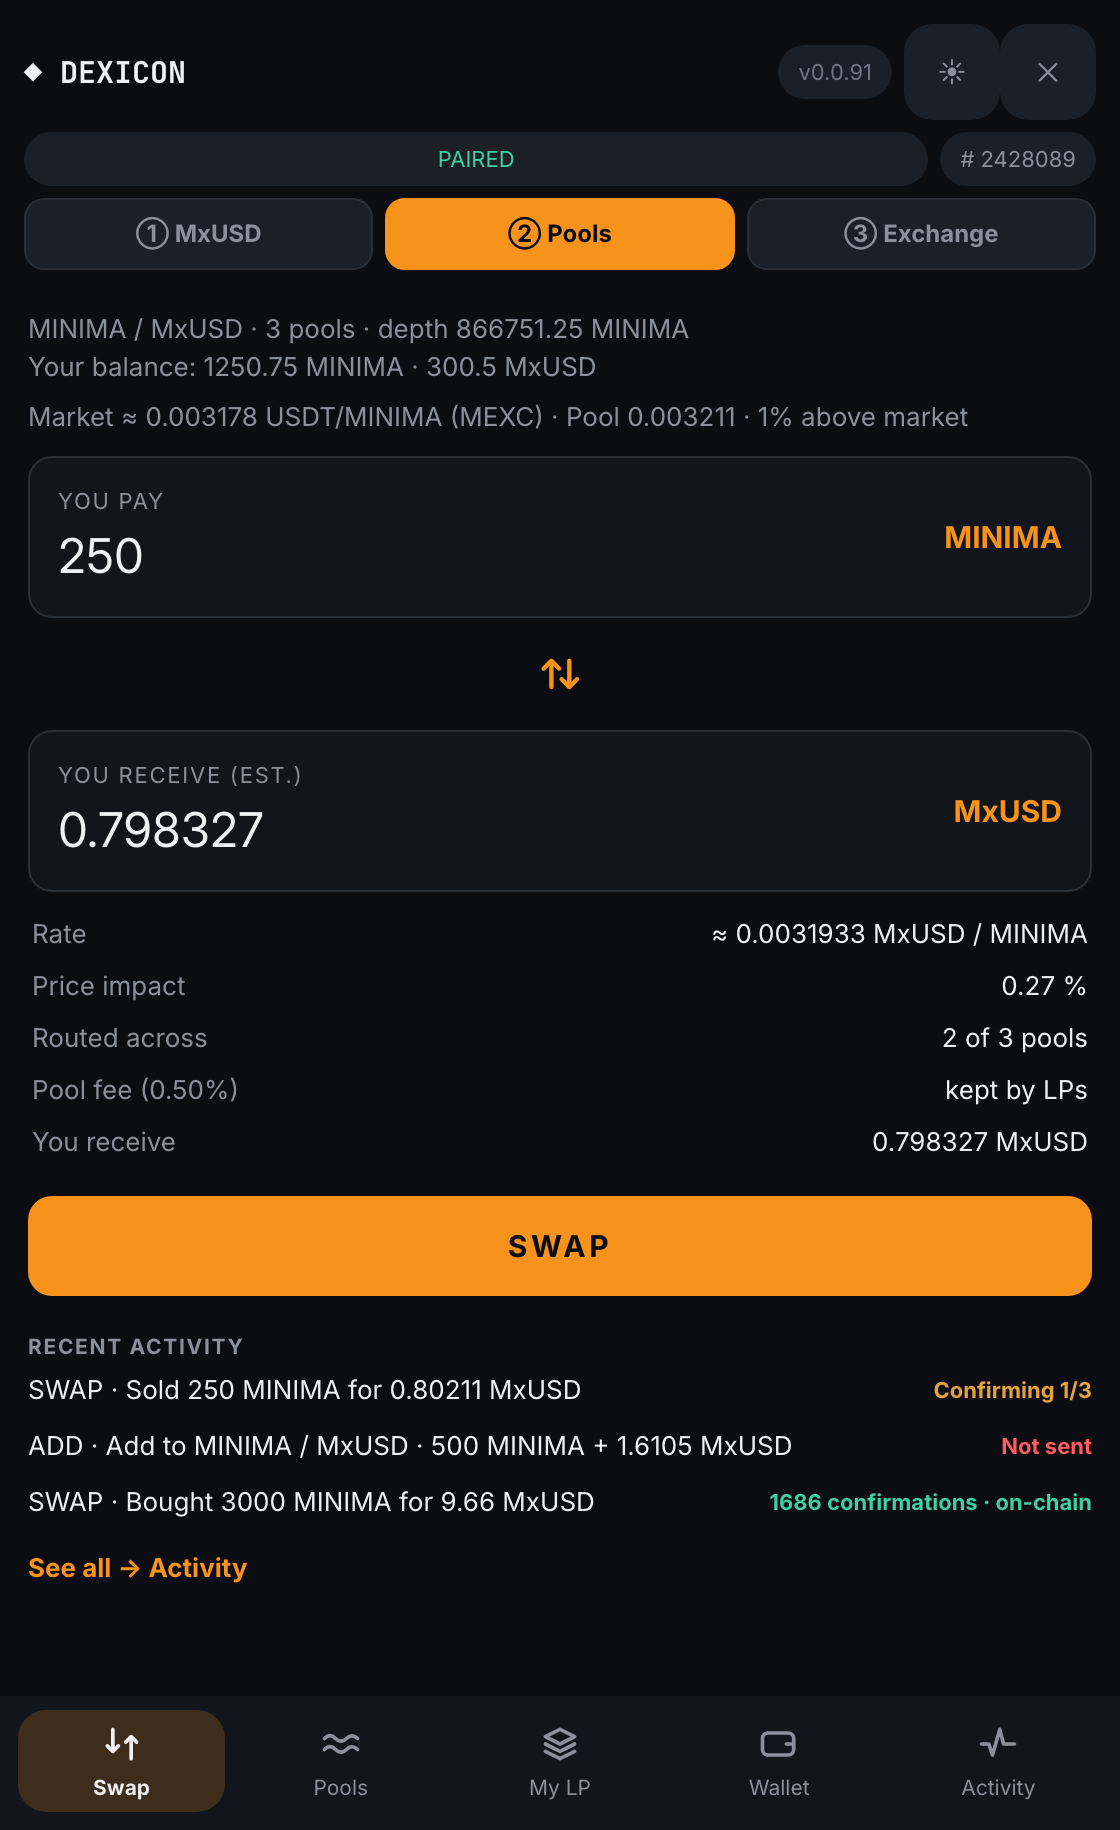 ◆ DEXICON
v0.0.91
PAIRED
# 2428089
① MxUSD
② Pools
③ Exchange
MINIMA / MxUSD · 3 pools · depth 866751.25 MINIMA
Your balance: 1250.75 MINIMA · 300.5 MxUSD
Market ≈ 0.003178 USDT/MINIMA (MEXC) · Pool 0.003211 · 1% above market
YOU PAY
250
MINIMA
YOU RECEIVE (EST.)
0.798327
MxUSD
Rate ≈ 0.0031933 MxUSD / MINIMA
Price impact 0.27 %
Routed across 2 of 3 pools
Pool fee (0.50%) kept by LPs
You receive 0.798327 MxUSD
SWAP
RECENT ACTIVITY
SWAP · Sold 250 MINIMA for 0.80211 MxUSD Confirming 1/3
ADD · Add to MINIMA / MxUSD · 500 MINIMA + 1.6105 MxUSD Not sent
SWAP · Bought 3000 MINIMA for 9.66 MxUSD 1686 confirmations · on-chain
See all → Activity
Swap
Pools
My LP
Wallet
Activity